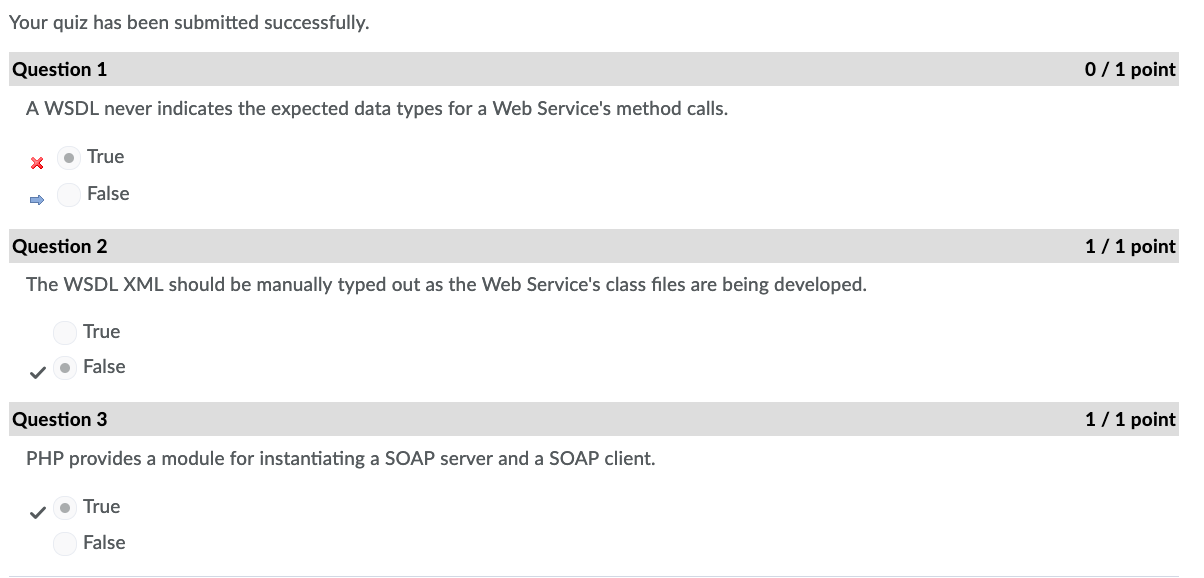 Your quiz has been submitted successfully.
Question 1 0 / 1 point
A WSDL never indicates the expected data types for a Web Service's method calls.
True
False
Question 2 1 / 1 point
The WSDL XML should be manually typed out as the Web Service's class files are being developed.
True
False
Question 3 1 / 1 point
PHP provides a module for instantiating a SOAP server and a SOAP client.
True
False